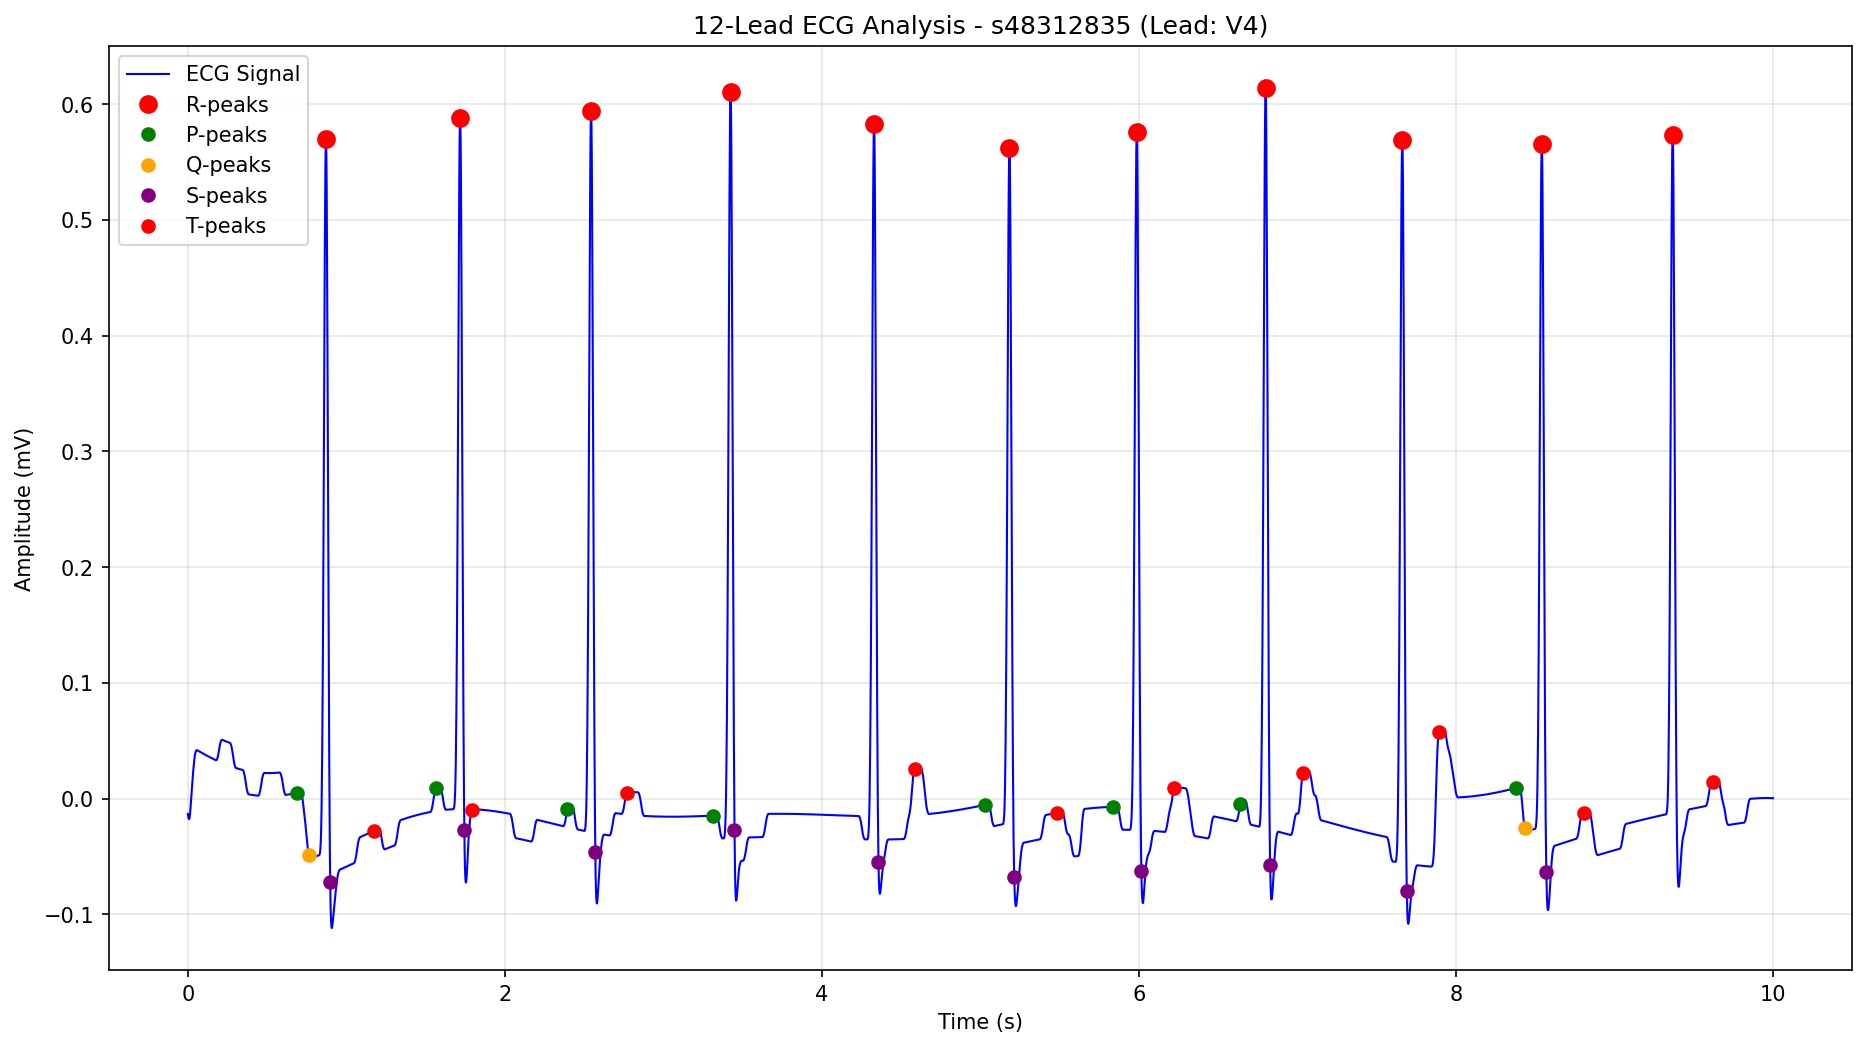 12-Lead ECG Analysis - s48312835 (Lead: V4)
ECG Signal
R-peaks
P-peaks
Q-peaks
S-peaks
T-peaks
Amplitude (mV)
0.6
0.5
0.4
0.3
0.2
0.1
0.0
−0.1
0 2 4 6 8 10
Time (s)